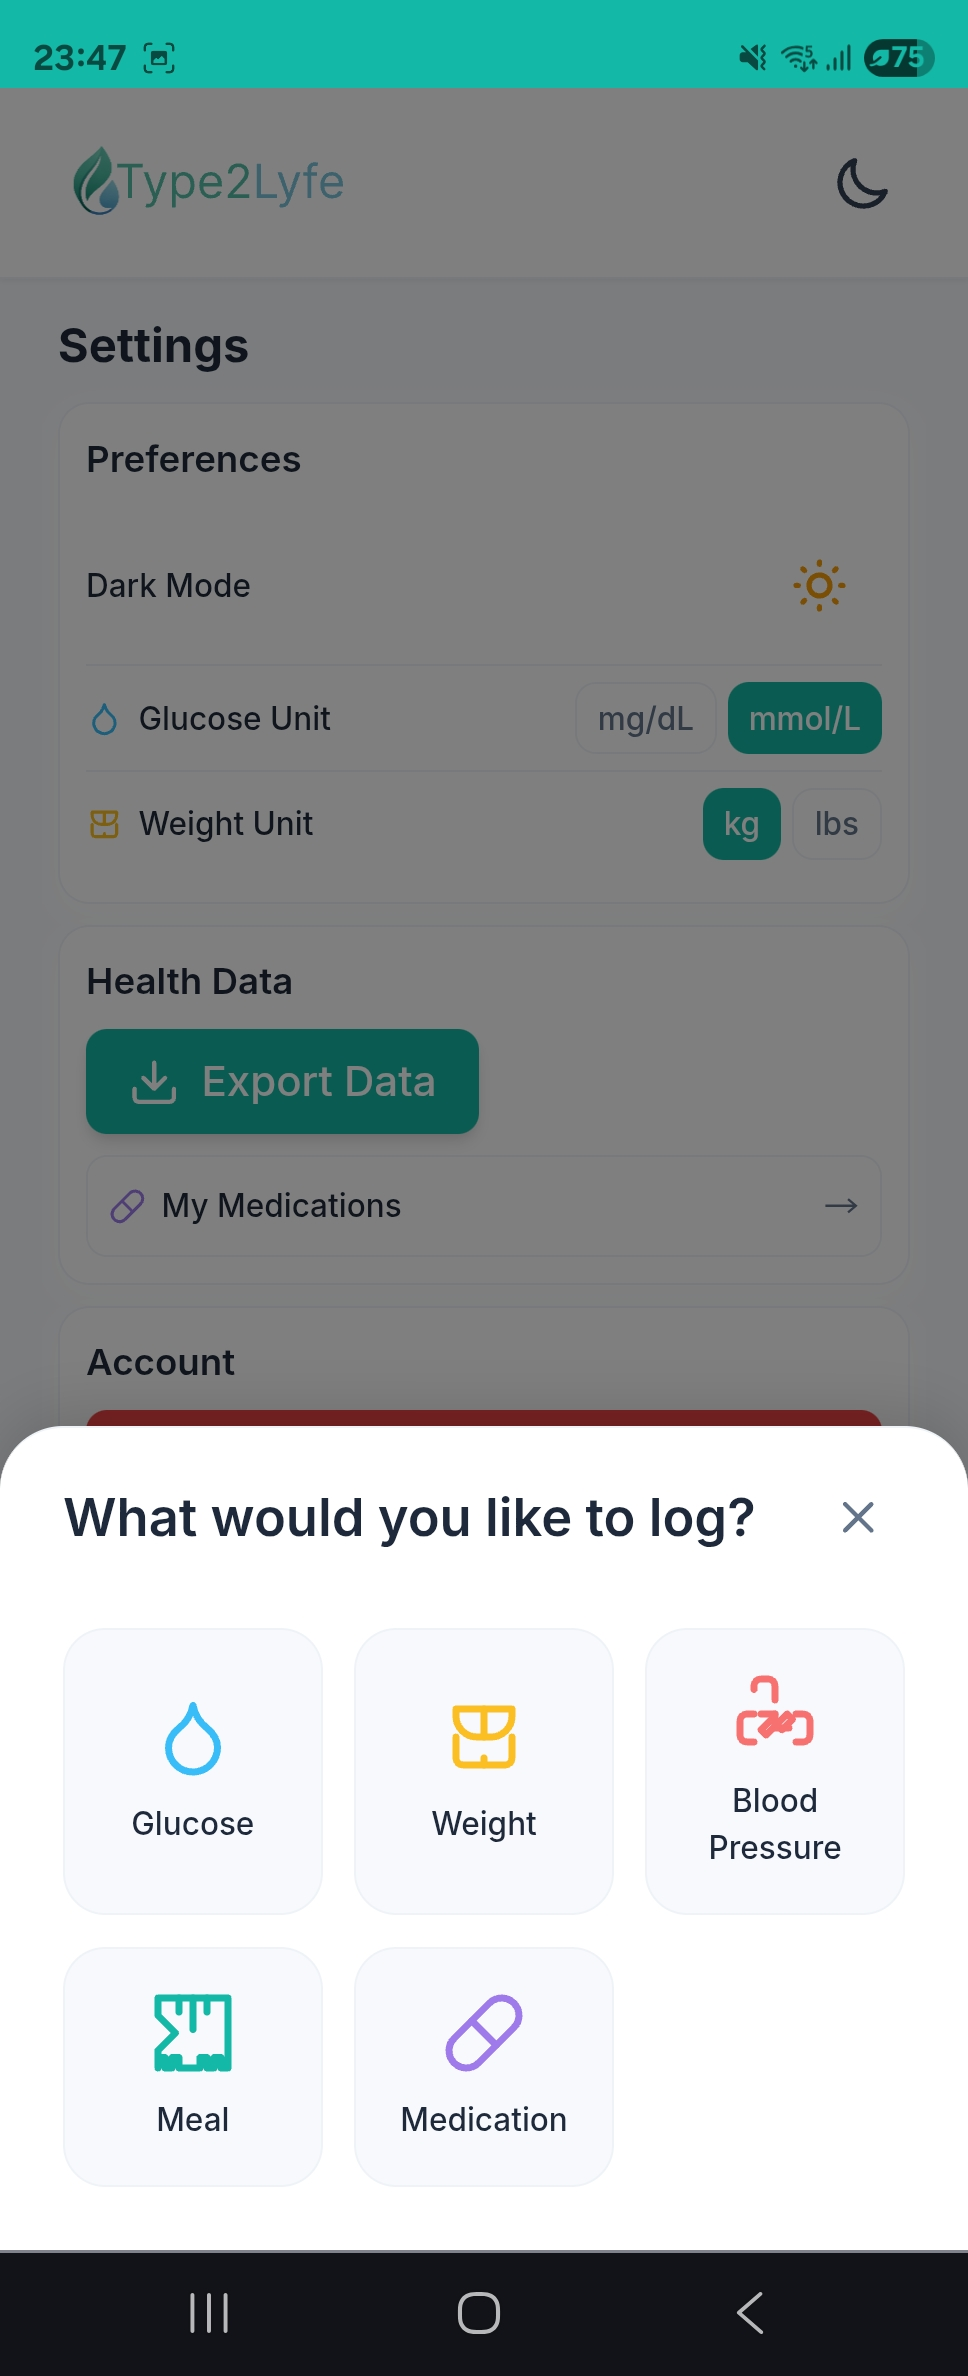 23:47
5
75
Type2Lyfe
Settings
Preferences
Dark Mode
Glucose Unit
mg/dL
mmol/L
Weight Unit
kg
lbs
Health Data
Export Data
My Medications
Account
What would you like to log?
Glucose
Weight
Blood
Pressure
Meal
Medication